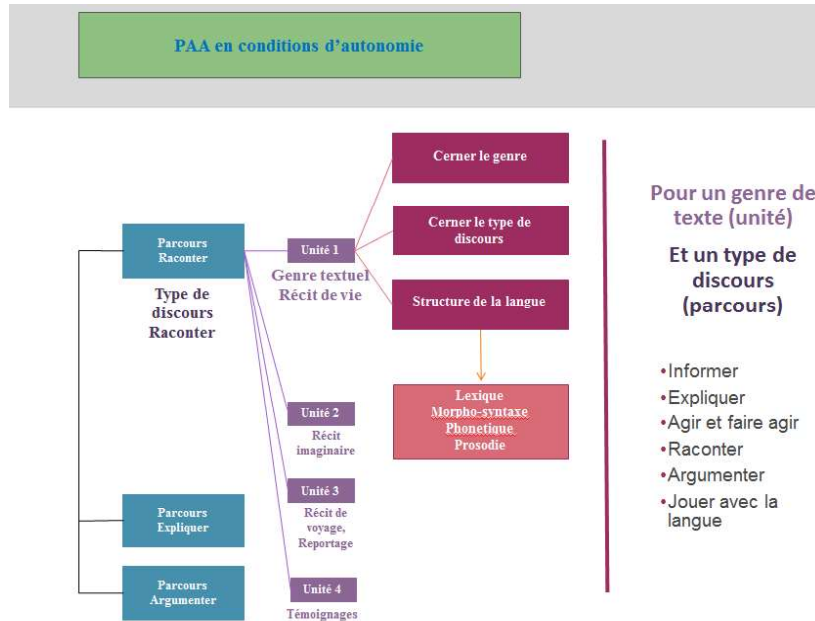 PAA en conditions d'autonomie
Parcours
Raconter
Type de
discours
Raconter
Parcours
Expliquer
Parcours
Argumenter
Unité 1
Genre textuel
Récit de vie
Unité 2
Récit
imaginaire
Unité 3
Récit de
voyage,
Reportage
Unité 4
Témoignages
Cerner le genre
Cerner le type de
discours
Structure de la langue
Lexique
Morpho-syntaxe
Phonetique
Prosodie
Pour un genre de
texte (unité)
Et un type de
discours
(parcours)
•Informer
•Expliquer
•Agir et faire agir
•Raconter
•Argumenter
•Jouer avec la
langue